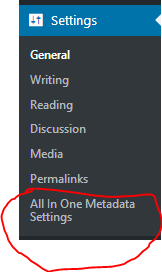 Settings
General
Writing
Reading
Discussion
Media
Permalinks
All In One Metadata
Settings